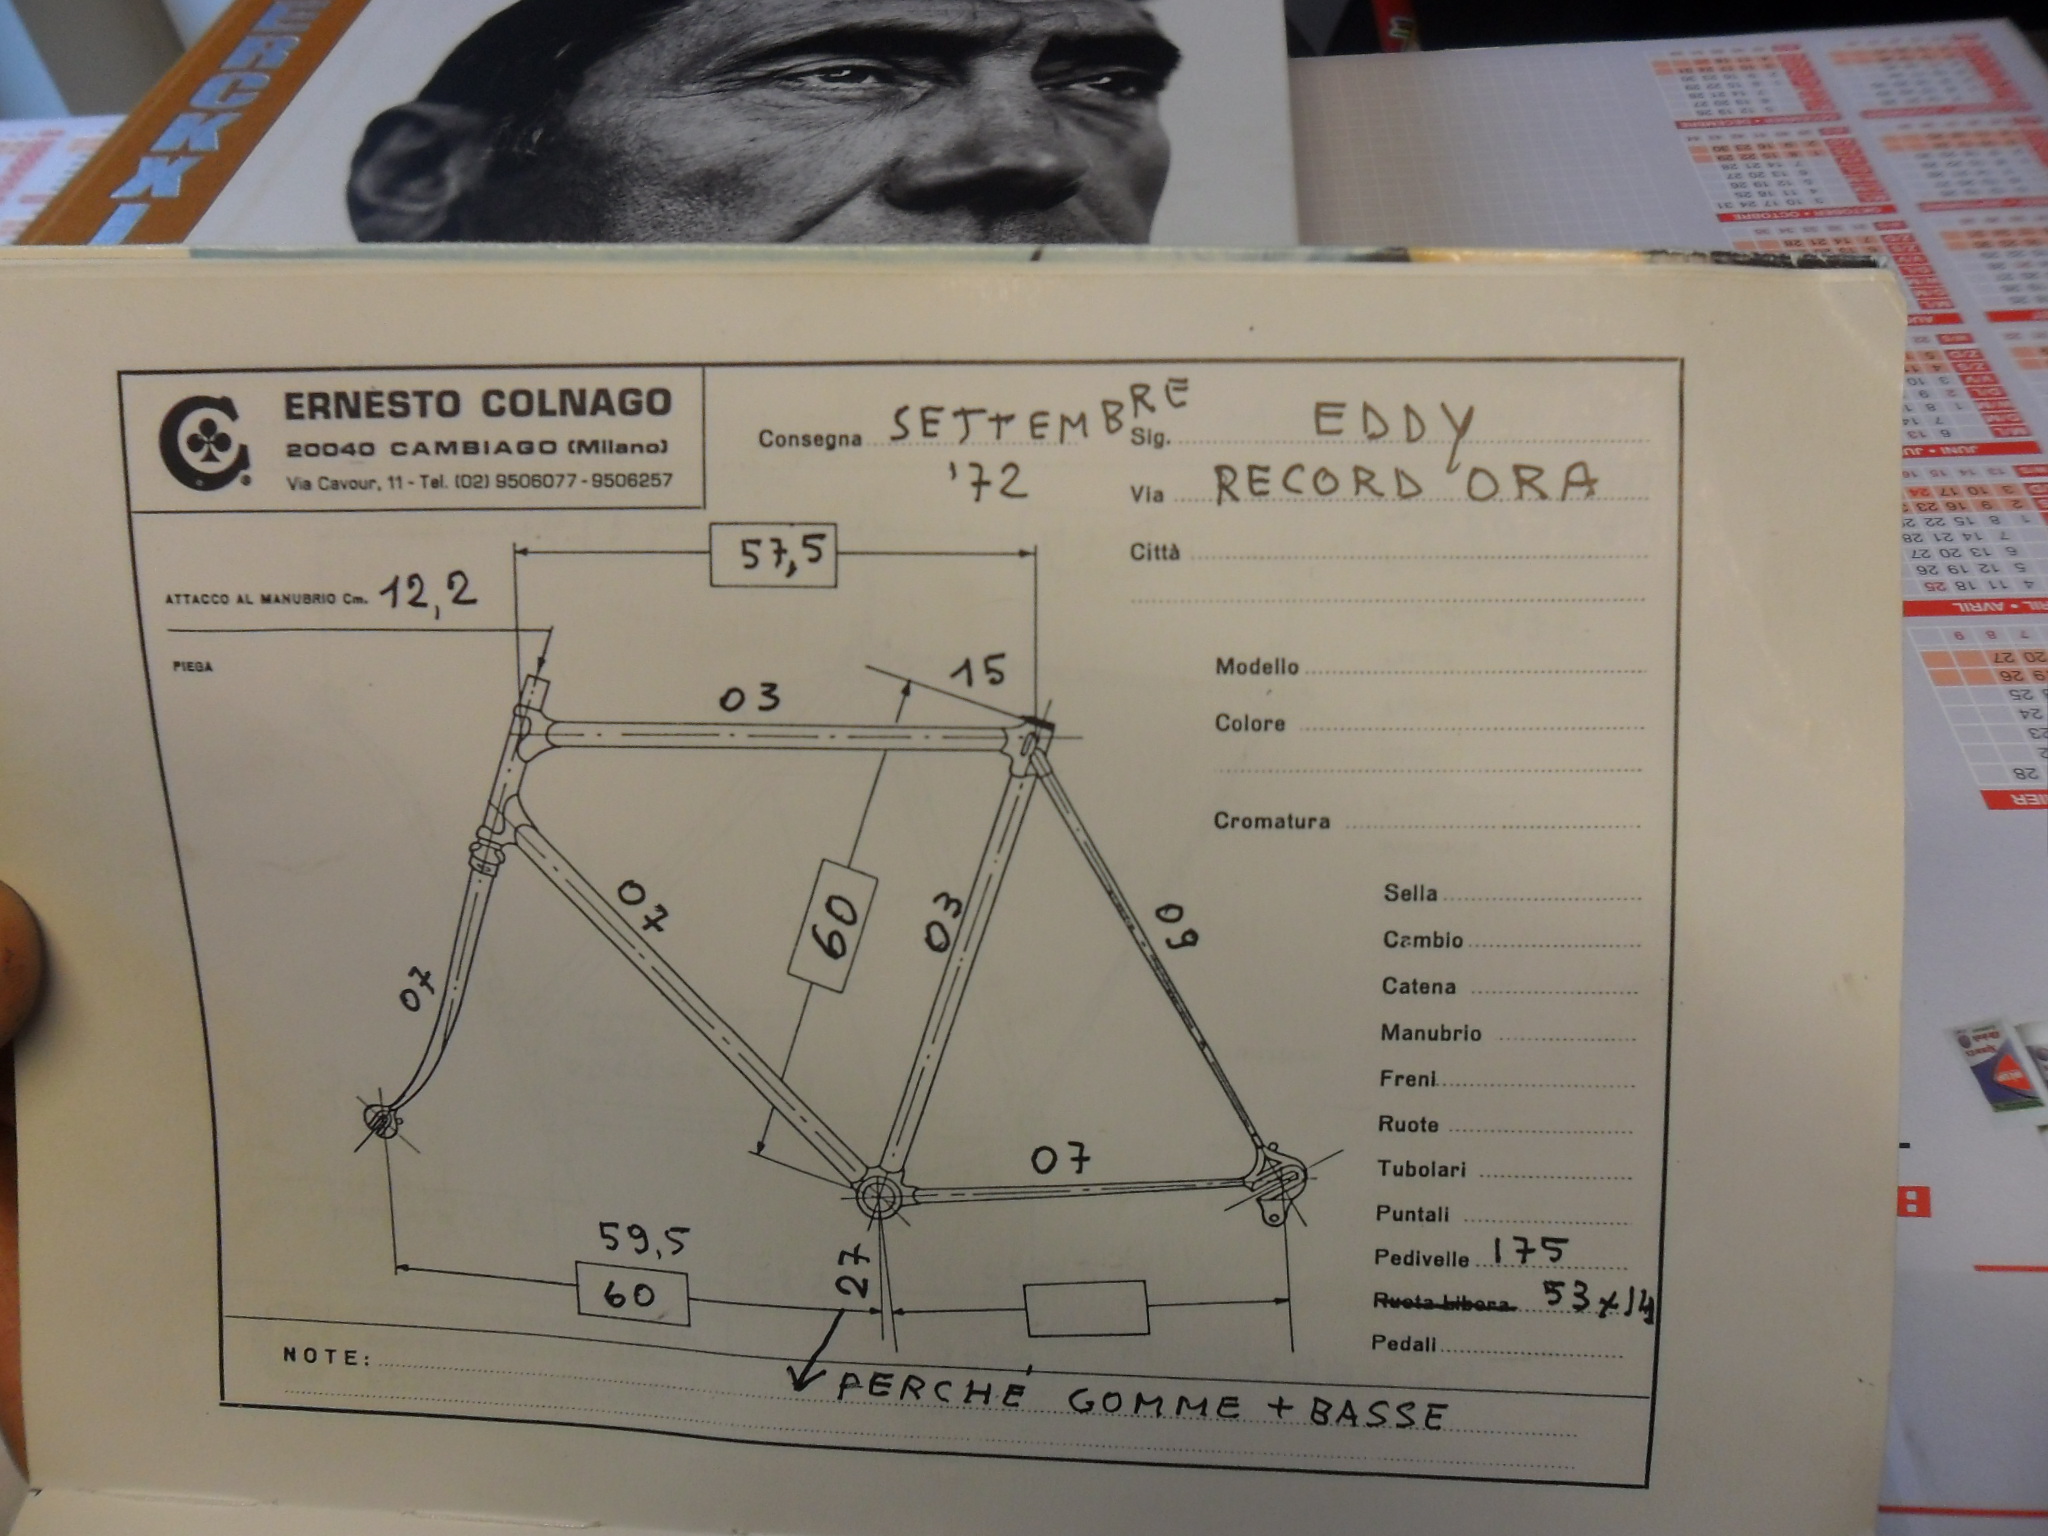 ERCKXI
ERNESTO COLNAGO
20040 CAMBIAGO (Milano)
Via Cavour, 11 - Tel. (02) 9506077 - 9506257
Consegna SETTEMBRE
'72
Sig. EDDY
Via RECORD ORA
Città
ATTACCO AL MANUBRIO Cm. 12,2
PIEGA
57,5
15
03
07
60
03
09
07
07
59,5
60
27
Modello
Colore
Cromatura
Sella
Cambio
Catena
Manubrio
Freni
Ruote
Tubolari
Puntali
Pedivelle 175
Ruota Libera 53x14
Pedali
NOTE:
PERCHÉ GOMME + BASSE